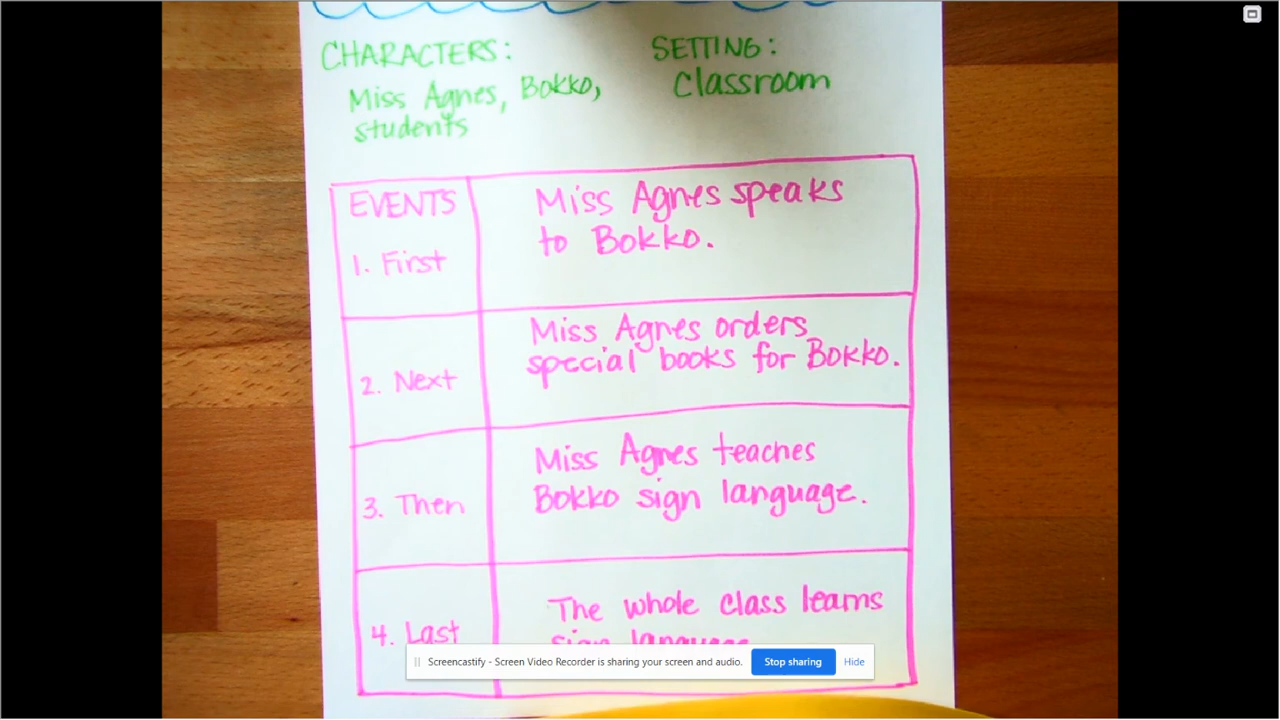 CHARACTERS:
Miss Agnes, Bokko,
students
SETTING:
Classroom
EVENTS
1. First
Miss Agnes speaks
to Bokko.
2. Next
Miss Agnes orders
special books for Bokko.
3. Then
Miss Agnes teaches
Bokko sign language.
4. Last
The whole class learns
sign language
Screencastify - Screen Video Recorder is sharing your screen and audio.
Stop sharing
Hide